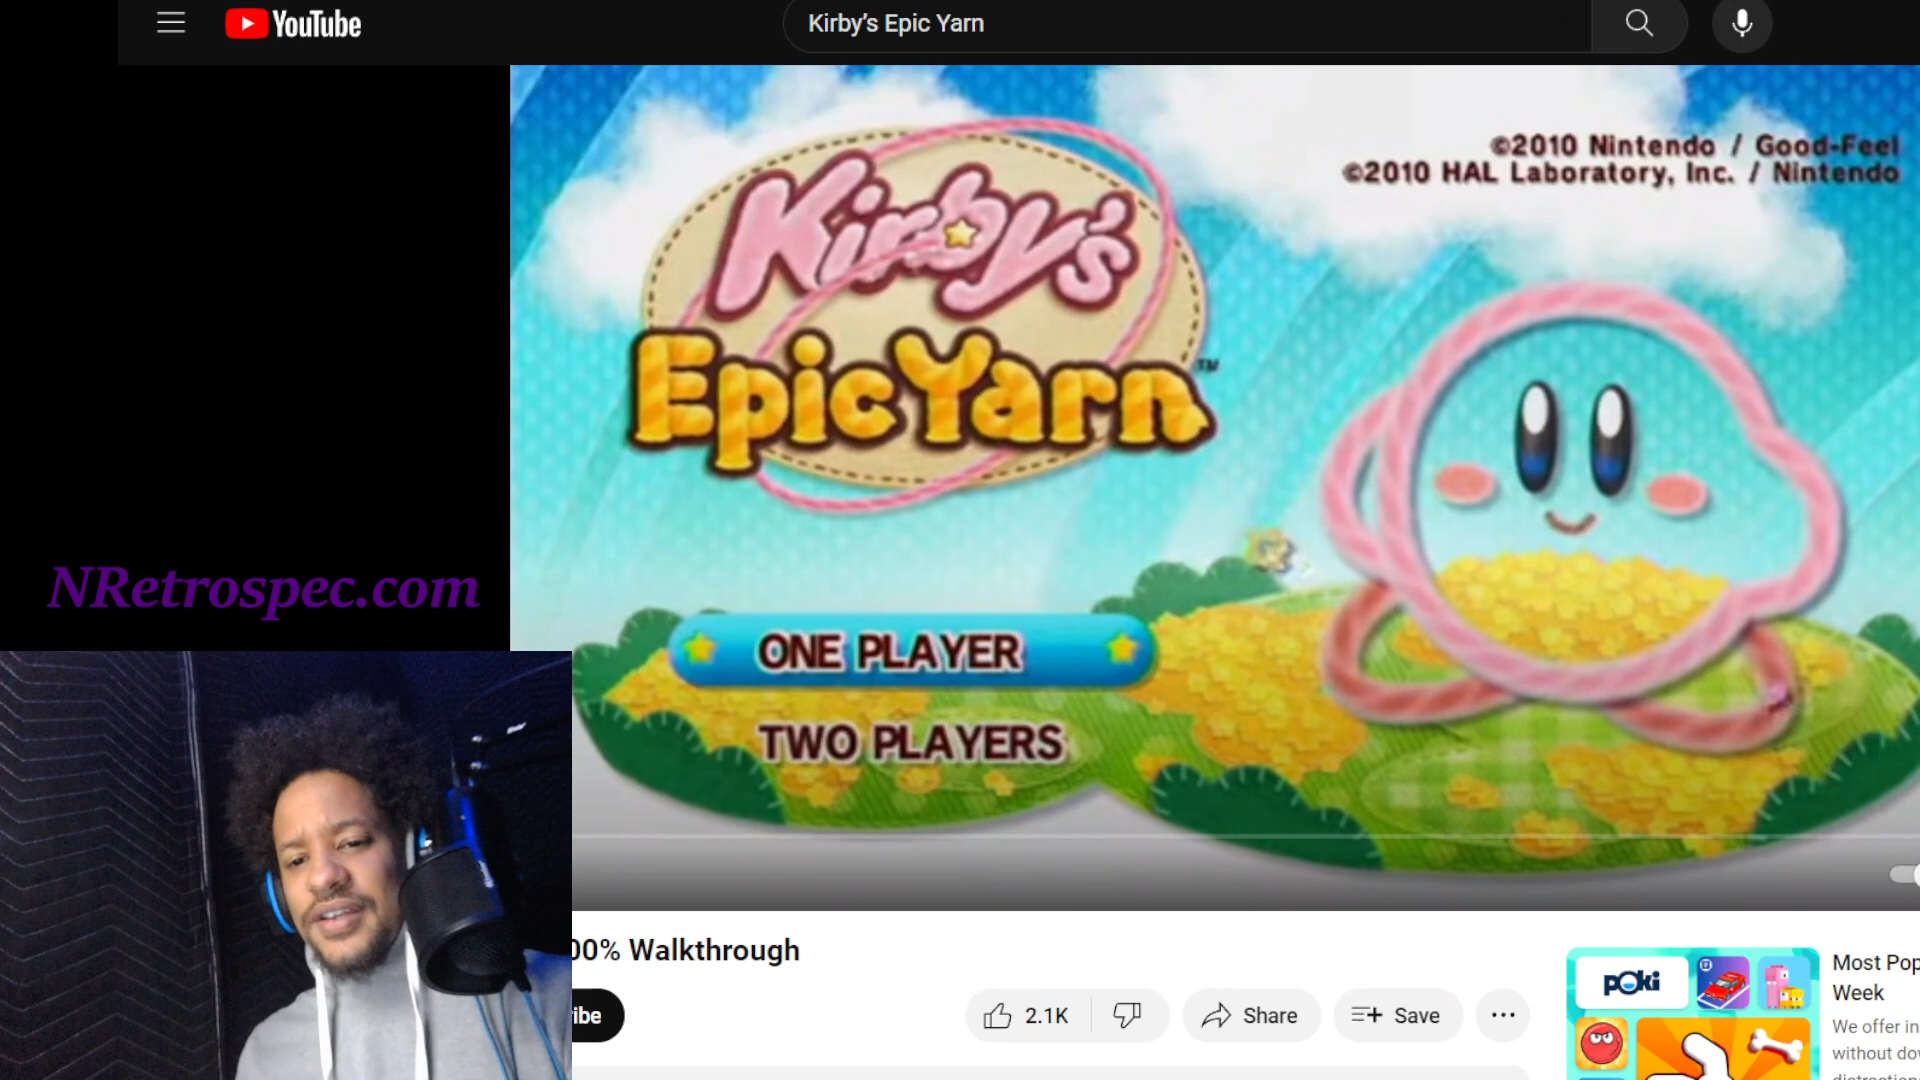 YouTube
Kirby’s Epic Yarn
©2010 Nintendo / Good-Feel
©2010 HAL Laboratory, Inc. / Nintendo
Kirby's
Epic Yarn™
NRetrospec.com
ONE PLAYER
TWO PLAYERS
00% Walkthrough
ibe
2.1K
Share
Save
poki
Most Pop
Week
We offer in
without do